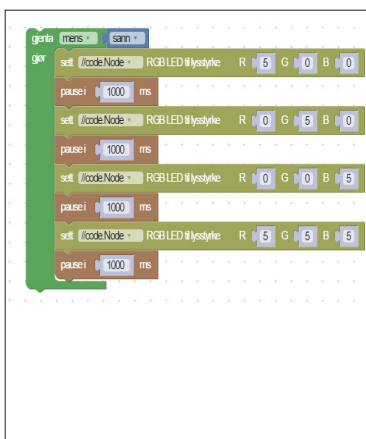 gjenta mens sann
gjør sett //code.Node RGB LED til lysstyrke R 5 G 0 B 0
pause i 1000 ms
sett //code.Node RGB LED til lysstyrke R 0 G 5 B 0
pause i 1000 ms
sett //code.Node RGB LED til lysstyrke R 0 G 0 B 5
pause i 1000 ms
sett //code.Node RGB LED til lysstyrke R 5 G 5 B 5
pause i 1000 ms